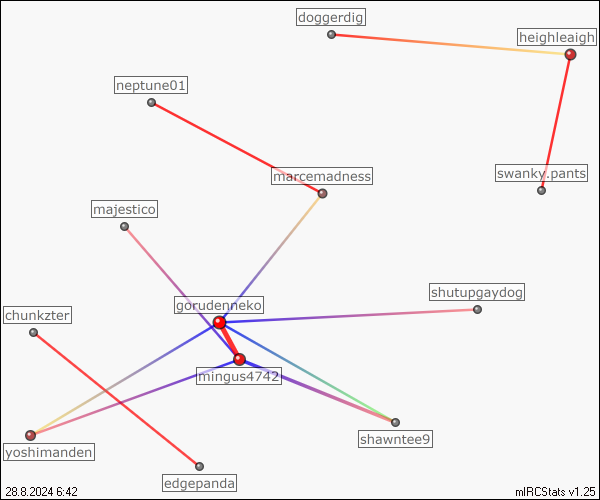 doggerdig
heighleaigh
neptune01
marcemadness
swanky.pants
majestico
gorudenneko
shutupgaydog
chunkzter
mingus4742
shawntee9
yoshimanden
edgepanda
28.8.2024 6:42
mIRCStats v1.25